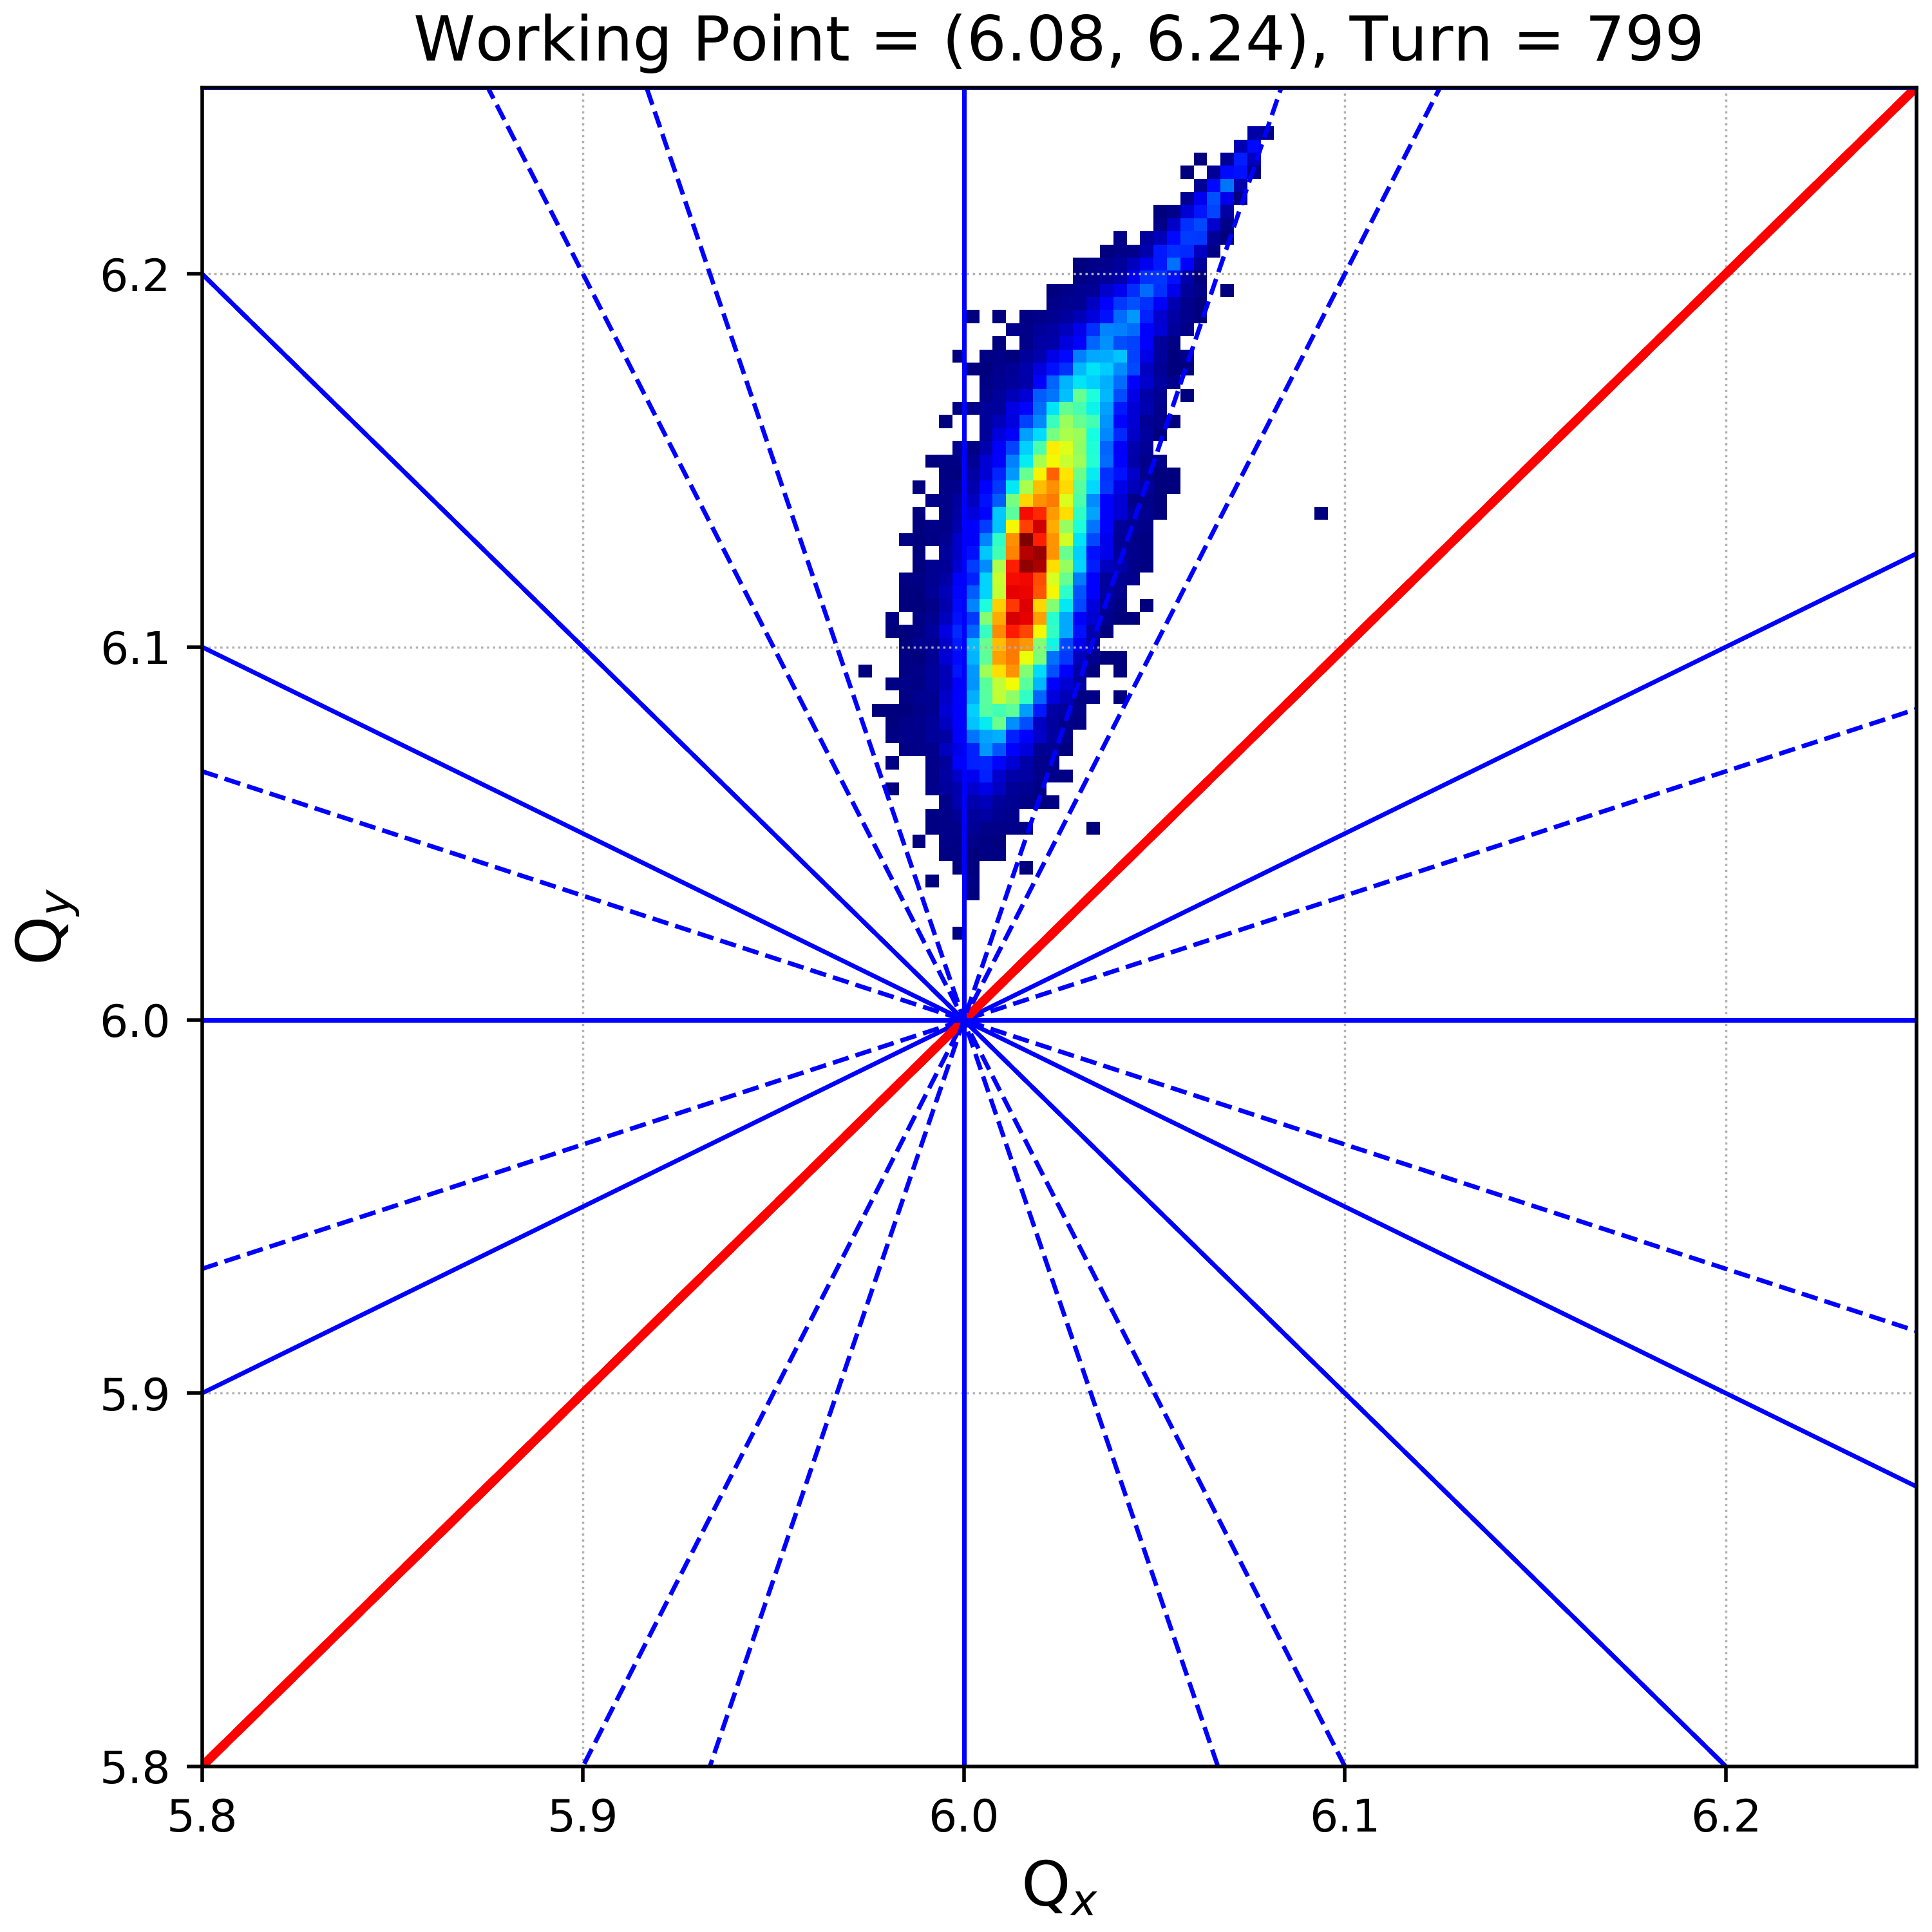 Working Point = (6.08, 6.24), Turn = 799
6.2
6.1
6.0
5.9
5.8
Qy
5.8 5.9 6.0 6.1 6.2
Qx